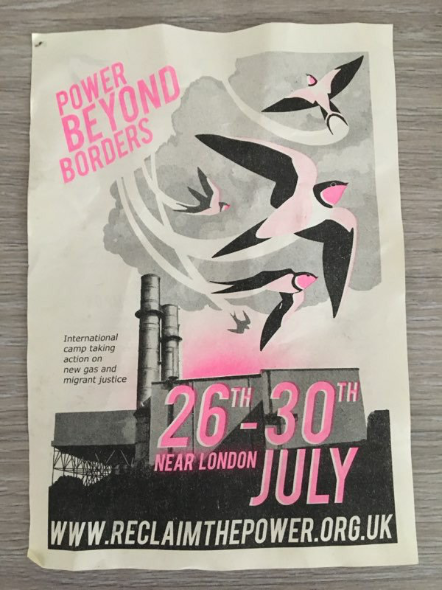 POWER
BEYOND
BORDERS
International
camp taking
action on
new gas and
migrant justice
26TH-30TH
NEAR LONDON JULY
WWW.RECLAIMTHEPOWER.ORG.UK